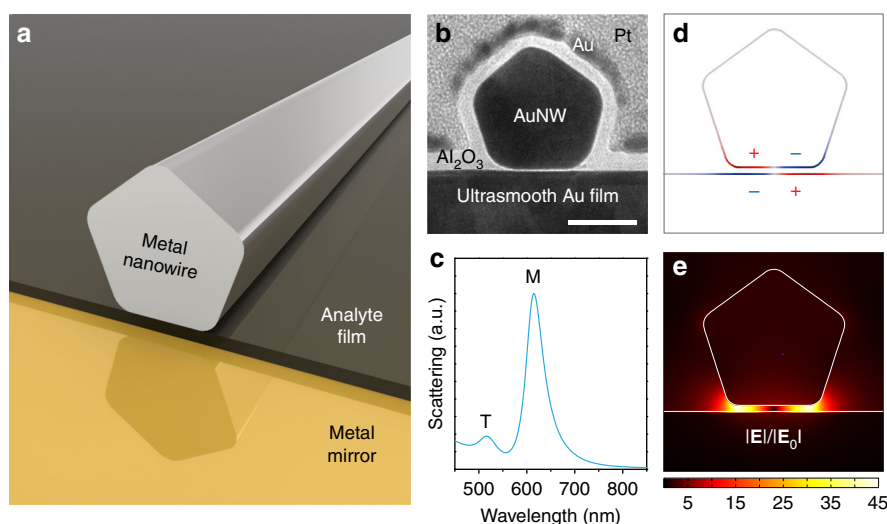 a
Metal
nanowire
Analyte
film
Metal
mirror
b
Pt
Au
AuNW
Al2O3
Ultrasmooth Au film
c
M
T
Scattering (a.u.)
500 600 700 800
Wavelength (nm)
d
+ −
− +
e
|E|/|E0|
5 15 25 35 45